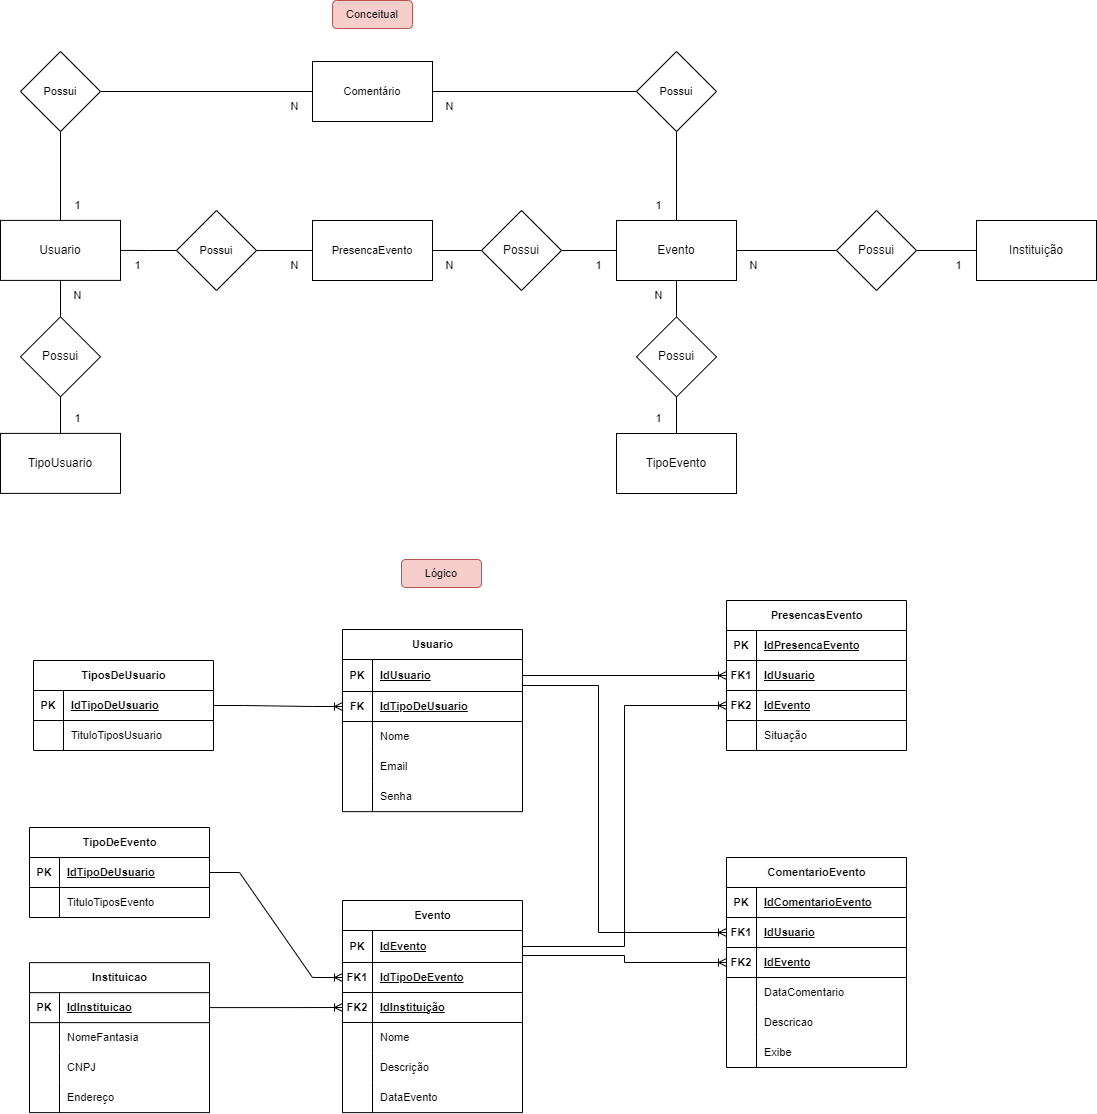 Conceitual
Possui
Comentário
Possui
N
N
1
1
Usuario
Possui
PresencaEvento
Possui
Evento
Possui
Instituição
1
N
N
1
N
1
N
N
Possui
Possui
1
1
TipoUsuario
TipoEvento
Lógico
TiposDeUsuario
PK IdTipoDeUsuario
TituloTiposUsuario
Usuario
PK IdUsuario
FK IdTipoDeUsuario
Nome
Email
Senha
PresencasEvento
PK IdPresencaEvento
FK1 IdUsuario
FK2 IdEvento
Situação
TipoDeEvento
PK IdTipoDeUsuario
TituloTiposEvento
Instituicao
PK IdInstituicao
NomeFantasia
CNPJ
Endereço
Evento
PK IdEvento
FK1 IdTipoDeEvento
FK2 IdInstituição
Nome
Descrição
DataEvento
ComentarioEvento
PK IdComentarioEvento
FK1 IdUsuario
FK2 IdEvento
DataComentario
Descricao
Exibe